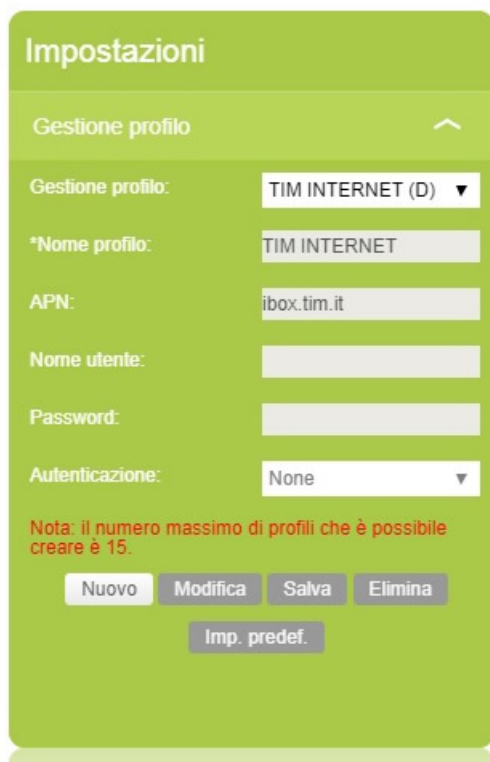 Impostazioni
Gestione profilo
Gestione profilo: TIM INTERNET (D)
*Nome profilo: TIM INTERNET
APN: ibox.tim.it
Nome utente:
Password:
Autenticazione: None
Nota: il numero massimo di profili che è possibile
creare è 15.
Nuovo Modifica Salva Elimina
Imp. predef.